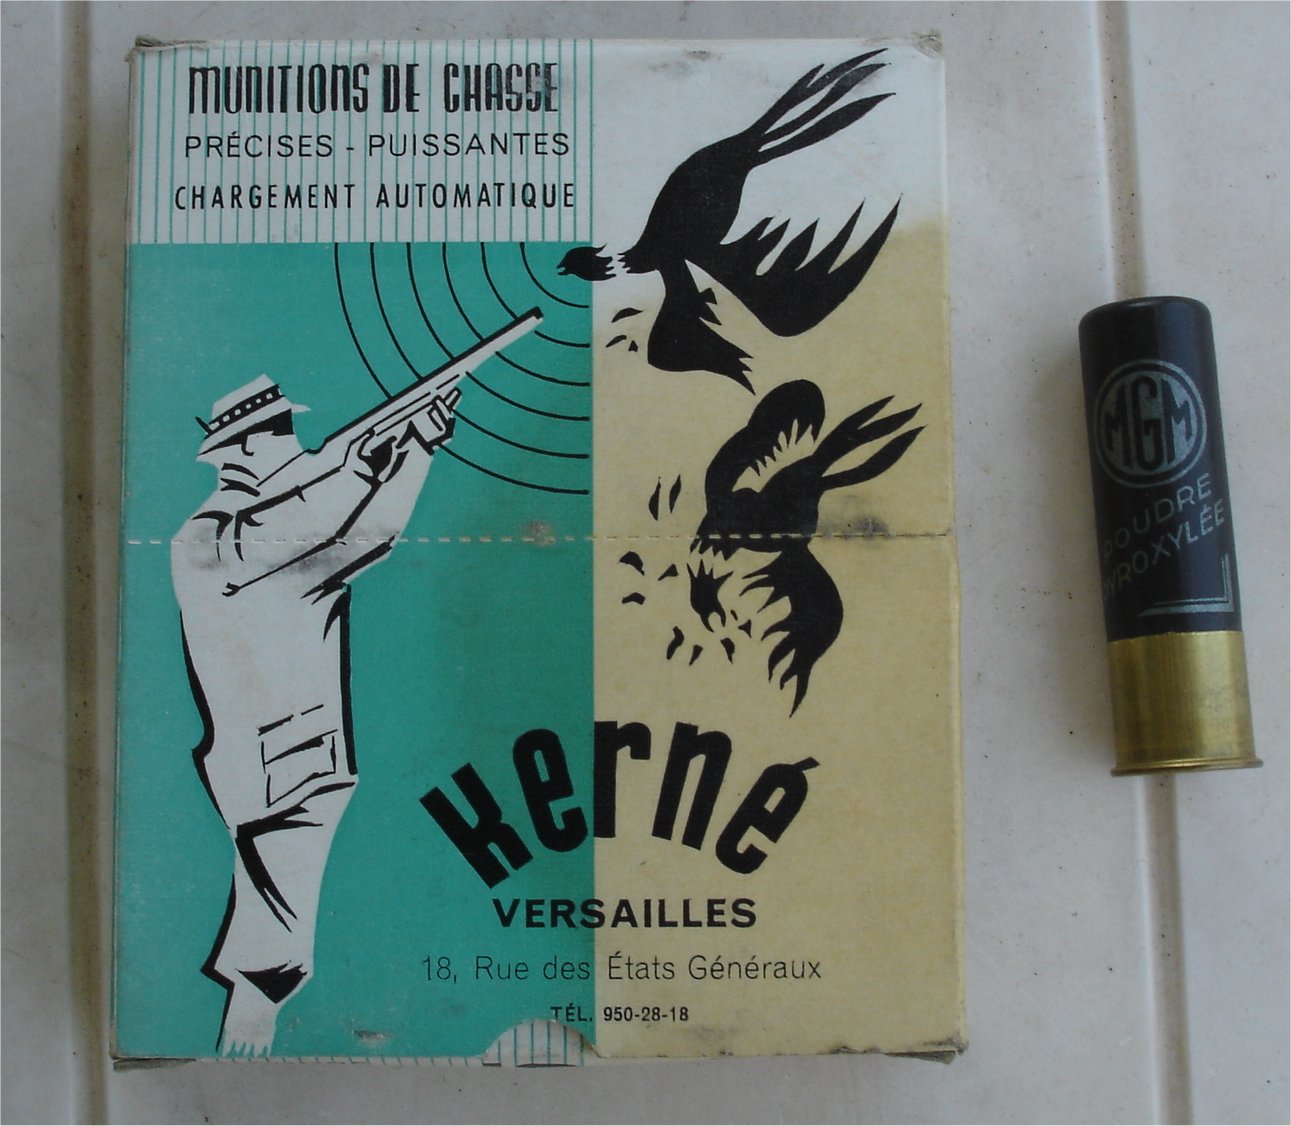 MUNITIONS DE CHASSE
PRÉCISES - PUISSANTES
CHARGEMENT AUTOMATIQUE
Kerné
VERSAILLES
18, Rue des États Généraux
TÉL. 950-28-18
MGM
POUDRE
PYROXYLÉE